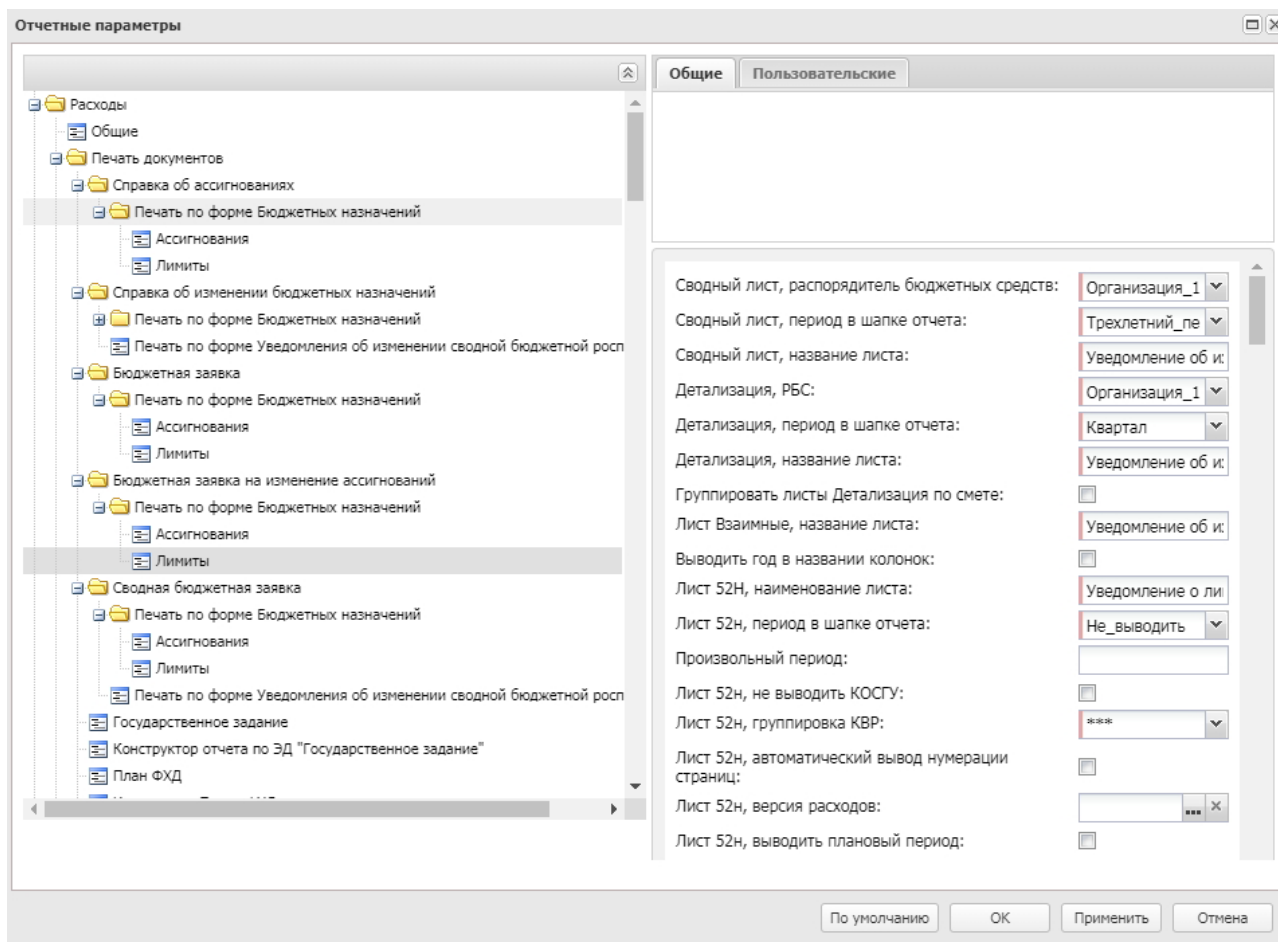 Отчетные параметры
Расходы
Общие
Печать документов
Справка об ассигнованиях
Печать по форме Бюджетных назначений
Ассигнования
Лимиты
Справка об изменении бюджетных назначений
Печать по форме Бюджетных назначений
Печать по форме Уведомления об изменении сводной бюджетной росп
Бюджетная заявка
Печать по форме Бюджетных назначений
Ассигнования
Лимиты
Бюджетная заявка на изменение ассигнований
Печать по форме Бюджетных назначений
Ассигнования
Лимиты
Сводная бюджетная заявка
Печать по форме Бюджетных назначений
Ассигнования
Лимиты
Печать по форме Уведомления об изменении сводной бюджетной росп
Государственное задание
Конструктор отчета по ЭД "Государственное задание"
План ФХД
Общие Пользовательские
Сводный лист, распорядитель бюджетных средств: Организация_1
Сводный лист, период в шапке отчета: Трехлетний_пе
Сводный лист, название листа: Уведомление об и
Детализация, РБС: Организация_1
Детализация, период в шапке отчета: Квартал
Детализация, название листа: Уведомление об и
Группировать листы Детализация по смете:
Лист Взаимные, название листа: Уведомление об и
Выводить год в названии колонок:
Лист 52Н, наименование листа: Уведомление о ли
Лист 52н, период в шапке отчета: Не_выводить
Произвольный период:
Лист 52н, не выводить КОСГУ:
Лист 52н, группировка КВР: ***
Лист 52н, автоматический вывод нумерации
страниц:
Лист 52н, версия расходов: ...
Лист 52н, выводить плановый период:
По умолчанию OK Применить Отмена